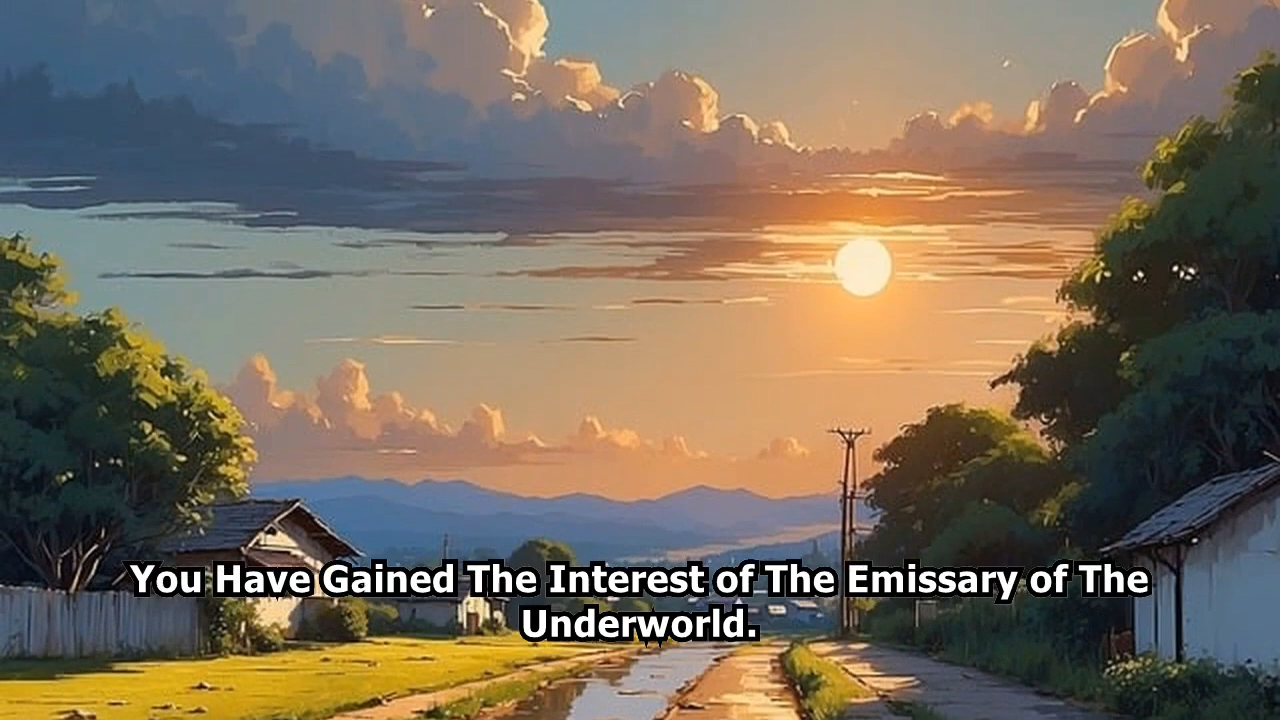 You Have Gained The Interest of The Emissary of The
Underworld.